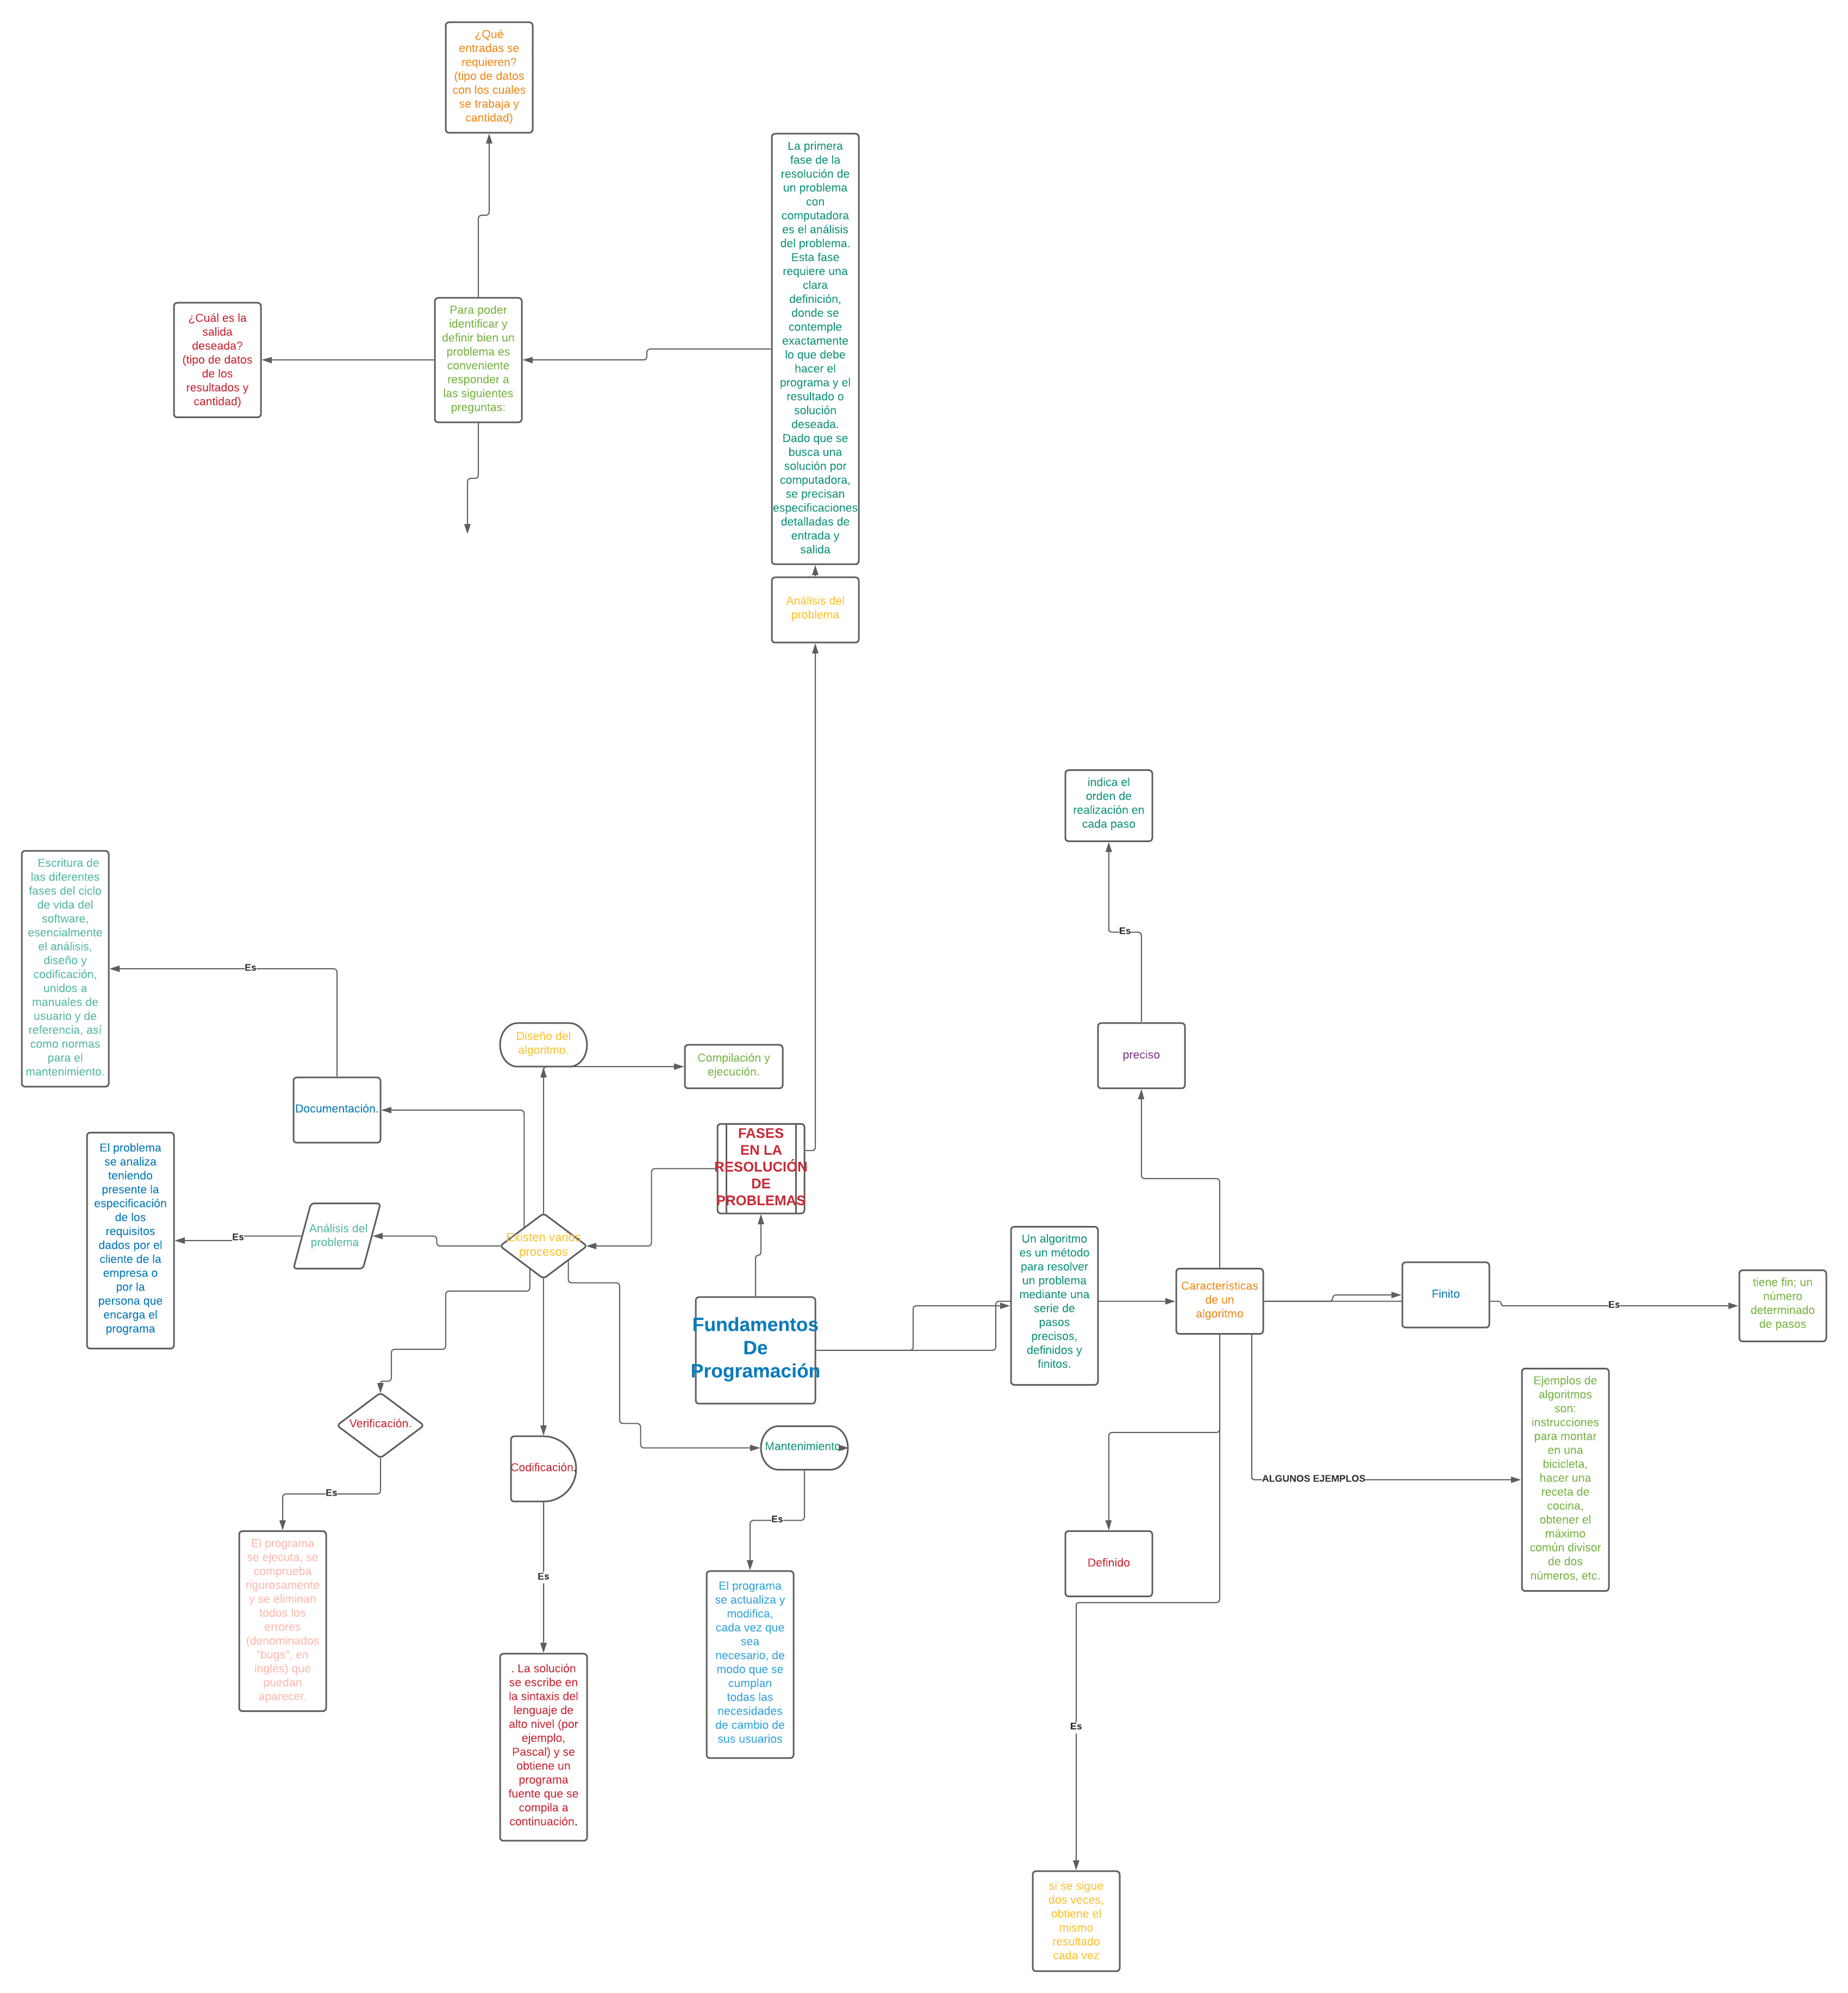 ¿Qué
entradas se
requieren?
(tipo de datos
con los cuales
se trabaja y
cantidad)
La primera
fase de la
resolución de
un problema
con
computadora
es el análisis
del problema.
Esta fase
requiere una
clara
definición,
donde se
contemple
exactamente
lo que debe
hacer el
programa y el
resultado o
solución
deseada.
Dado que se
busca una
solución por
computadora,
se precisan
especificaciones
detalladas de
entrada y
salida
¿Cuál es la
salida
deseada?
(tipo de datos
de los
resultados y
cantidad)
Para poder
identificar y
definir bien un
problema es
conveniente
responder a
las siguientes
preguntas:
Análisis del
problema
indica el
orden de
realización en
cada paso
Es
preciso
Escritura de
las diferentes
fases del ciclo
de vida del
software,
esencialmente
el análisis,
diseño y
codificación,
unidos a
manuales de
usuario y de
referencia, así
como normas
para el
mantenimiento.
Es
Documentación.
Diseño del
algoritmo.
Compilación y
ejecución.
FASES
EN LA
RESOLUCIÓN
DE
PROBLEMAS
El problema
se analiza
teniendo
presente la
especificación
de los
requisitos
dados por el
cliente de la
empresa o
por la
persona que
encarga el
programa
Es
Análisis del
problema
Existen varios
procesos
Fundamentos
De
Programación
Un algoritmo
es un método
para resolver
un problema
mediante una
serie de
pasos
precisos,
definidos y
finitos.
Características
de un
algoritmo
Finito
Es
tiene fin; un
número
determinado
de pasos
Verificación.
Es
El programa
se ejecuta, se
comprueba
rigurosamente
y se eliminan
todos los
errores
(denominados
“bugs”, en
inglés) que
puedan
aparecer.
Codificación.
Es
. La solución
se escribe en
la sintaxis del
lenguaje de
alto nivel (por
ejemplo,
Pascal) y se
obtiene un
programa
fuente que se
compila a
continuación.
Mantenimiento
Es
El programa
se actualiza y
modifica,
cada vez que
sea
necesario, de
modo que se
cumplan
todas las
necesidades
de cambio de
sus usuarios
ALGUNOS EJEMPLOS
Ejemplos de
algoritmos
son:
instrucciones
para montar
en una
bicicleta,
hacer una
receta de
cocina,
obtener el
máximo
común divisor
de dos
números, etc.
Definido
Es
si se sigue
dos veces,
obtiene el
mismo
resultado
cada vez